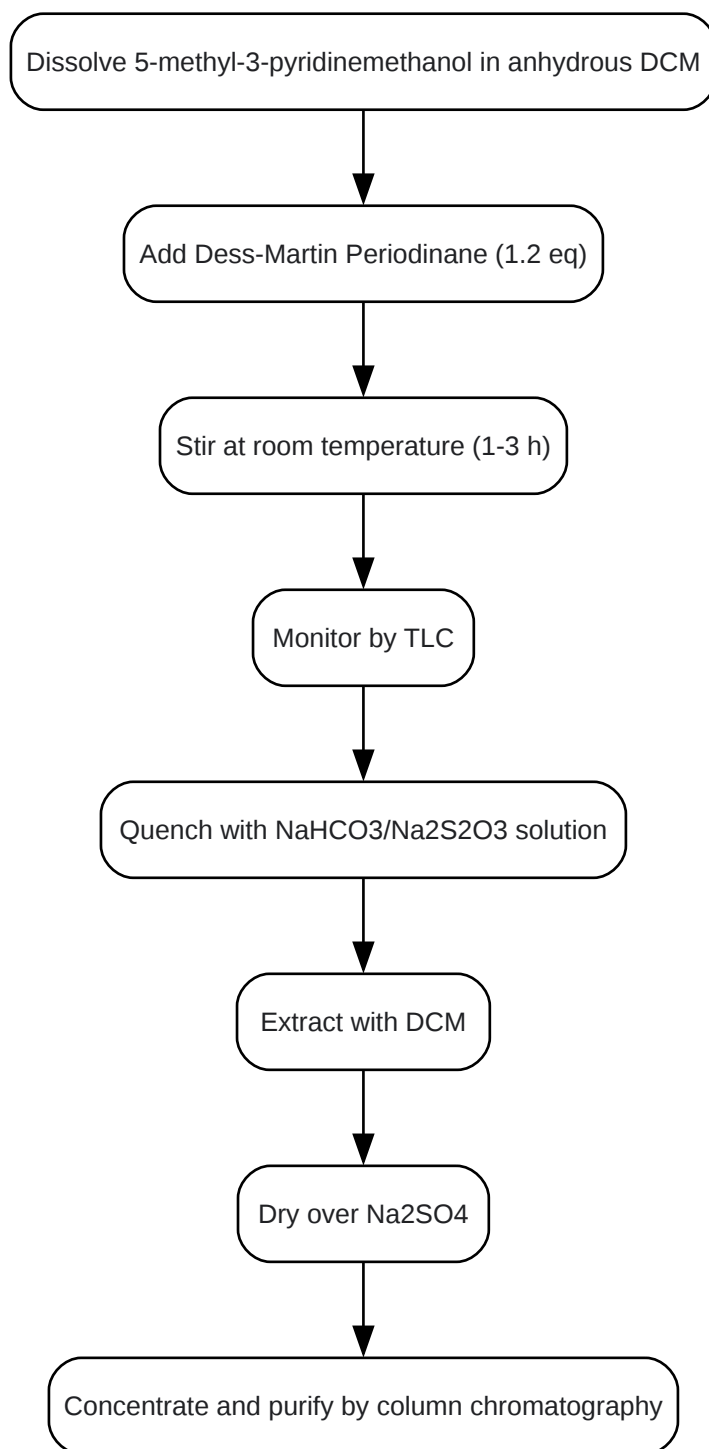 Dissolve 5-methyl-3-pyridinemethanol in anhydrous DCM
Add Dess-Martin Periodinane (1.2 eq)
Stir at room temperature (1-3 h)
Monitor by TLC
Quench with NaHCO3/Na2S2O3 solution
Extract with DCM
Dry over Na2SO4
Concentrate and purify by column chromatography